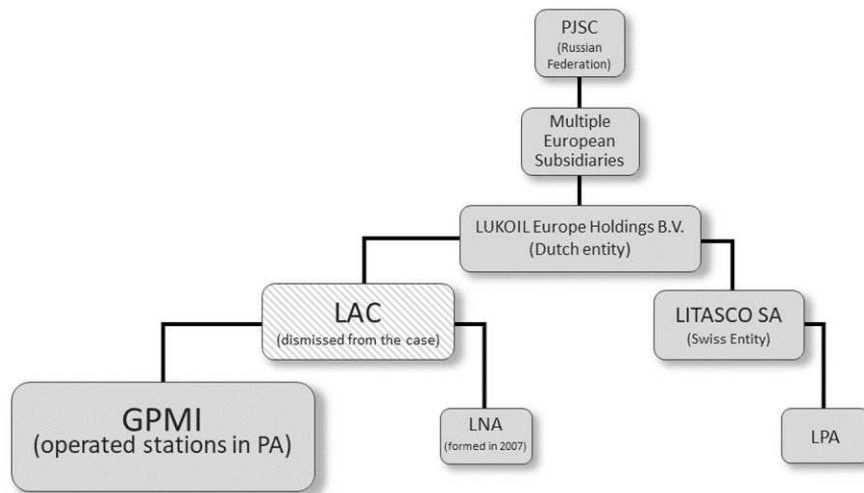 PJSC
(Russian
Federation)
Multiple
European
Subsidiaries
LUKOIL Europe Holdings B.V.
(Dutch entity)
LAC
(dismissed from the case)
LITASCO SA
(Swiss Entity)
GPMI
(operated stations in PA)
LNA
(formed in 2007)
LPA